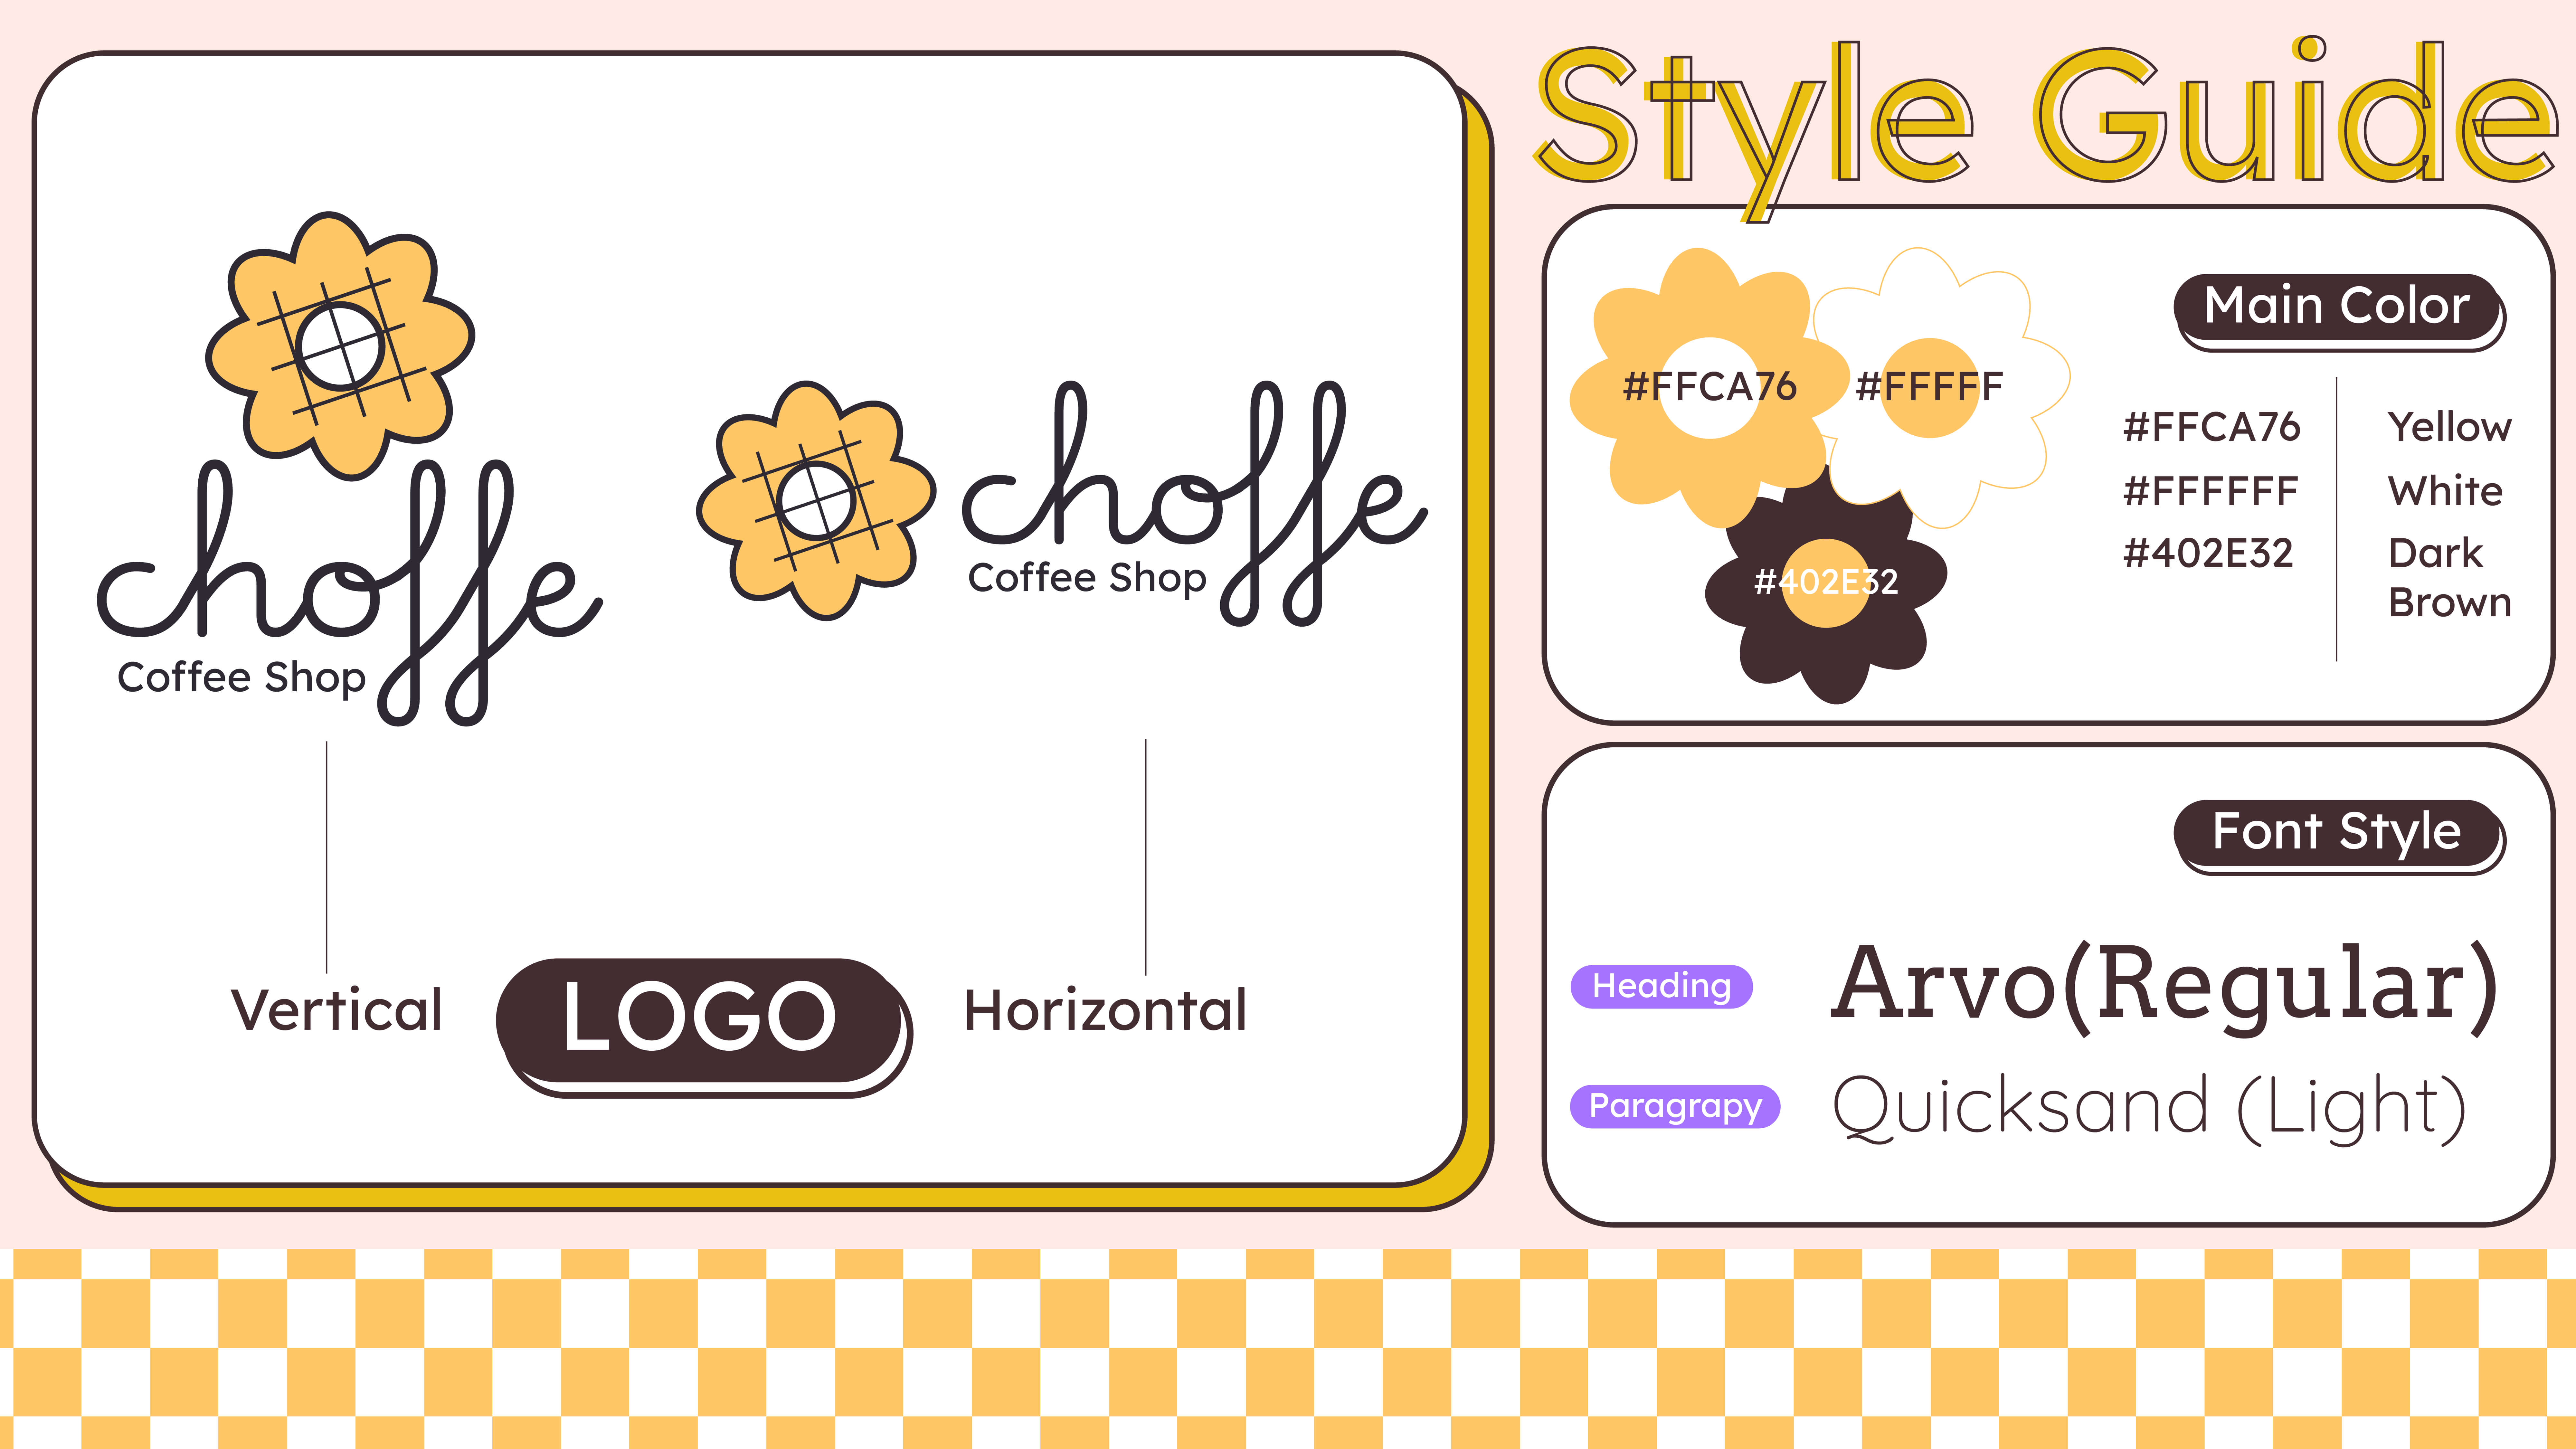 choffe
Coffee Shop
choffe
Coffee Shop
Vertical
LOGO
Horizontal
Style Guide
#FFCA76
#FFFFF
#402E32
Main Color
#FFCA76 Yellow
#FFFFFF White
#402E32 Dark
Brown
Font Style
Heading
Arvo(Regular)
Paragrapy
Quicksand (Light)